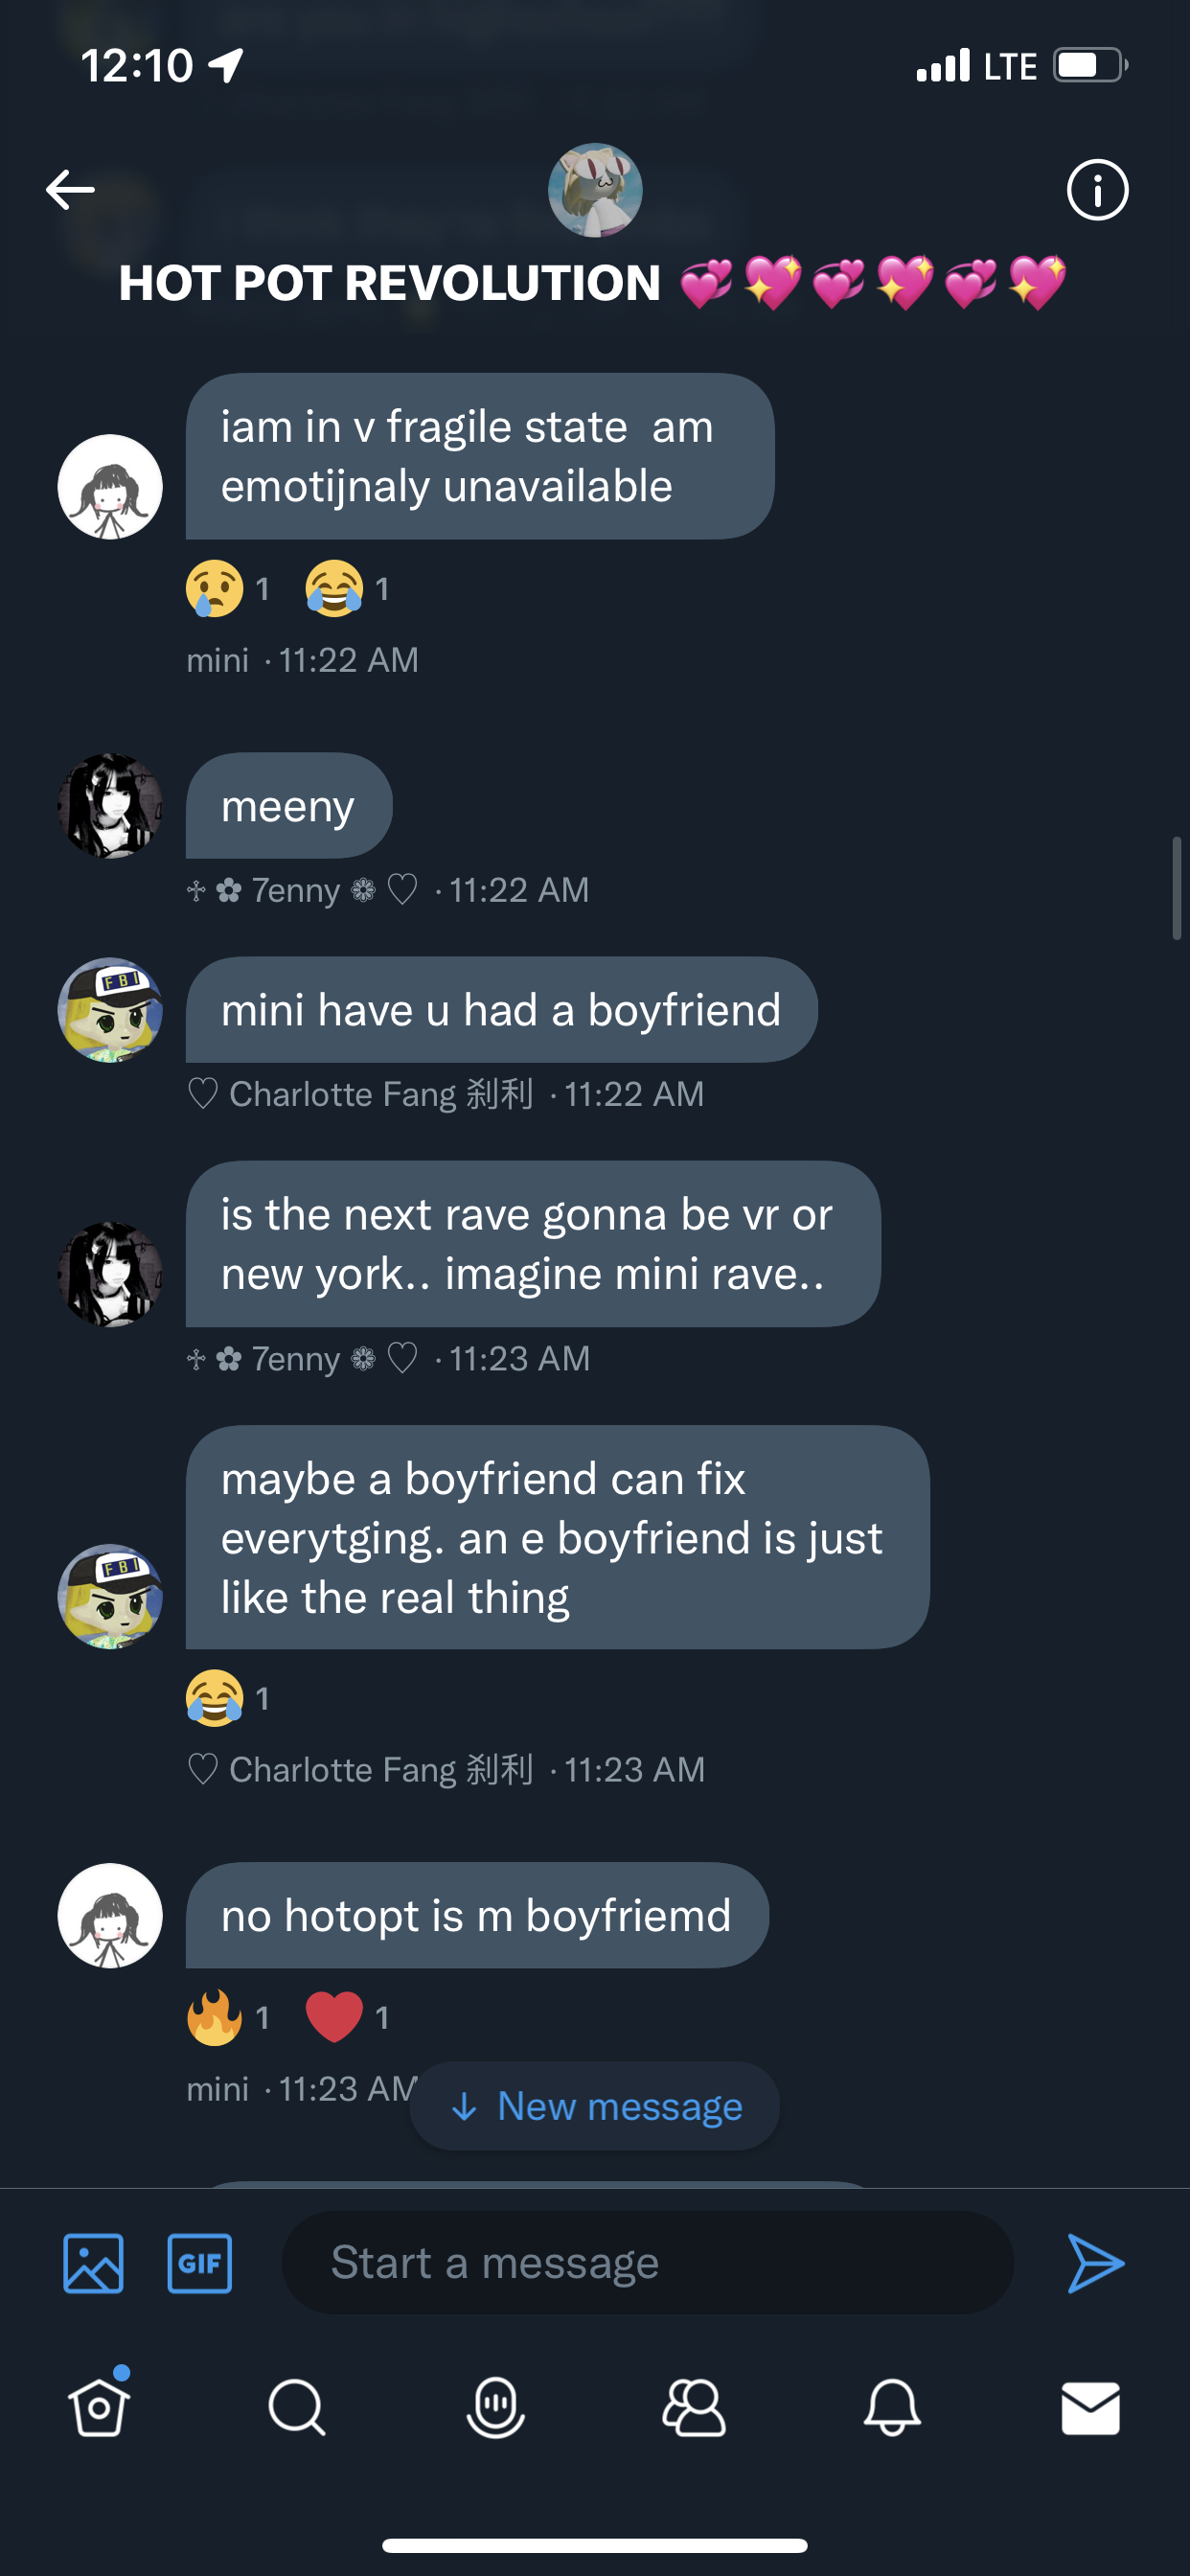 12:10
LTE
HOT POT REVOLUTION 💞💖💞💖💞💖
iam in v fragile state  am
emotijnaly unavailable
😢 1 😂 1
mini · 11:22 AM
meeny
♱ ✿ 7enny ❁ ♡ · 11:22 AM
FBI
mini have u had a boyfriend
♡ Charlotte Fang 刹利 · 11:22 AM
is the next rave gonna be vr or
new york.. imagine mini rave..
♱ ✿ 7enny ❁ ♡ · 11:23 AM
maybe a boyfriend can fix
everytging. an e boyfriend is just
like the real thing
FBI
😂 1
♡ Charlotte Fang 刹利 · 11:23 AM
no hotopt is m boyfriemd
🔥 1 ❤️ 1
mini · 11:23 AM
↓ New message
GIF
Start a message